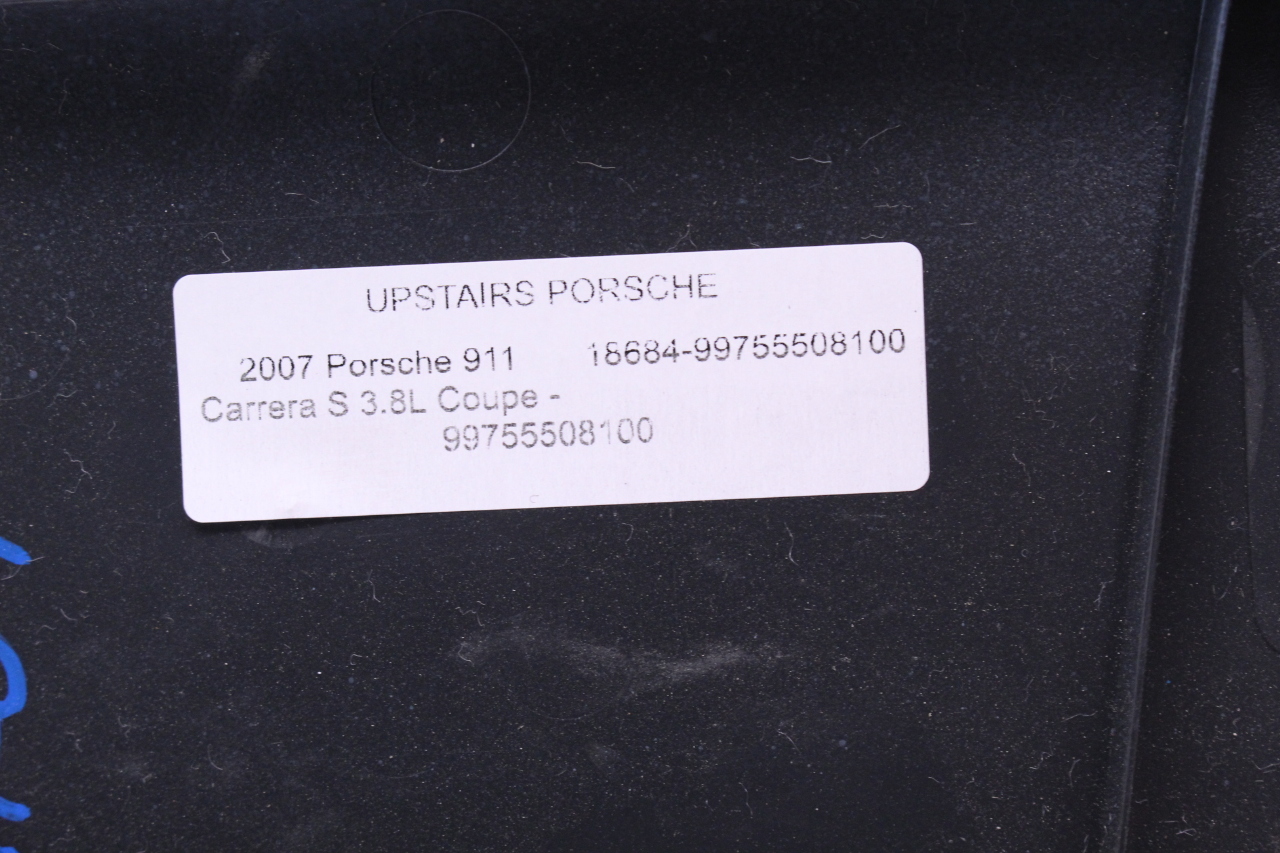 UPSTAIRS PORSCHE
2007 Porsche 911 18684-99755508100
Carrera S 3.8L Coupe -
99755508100